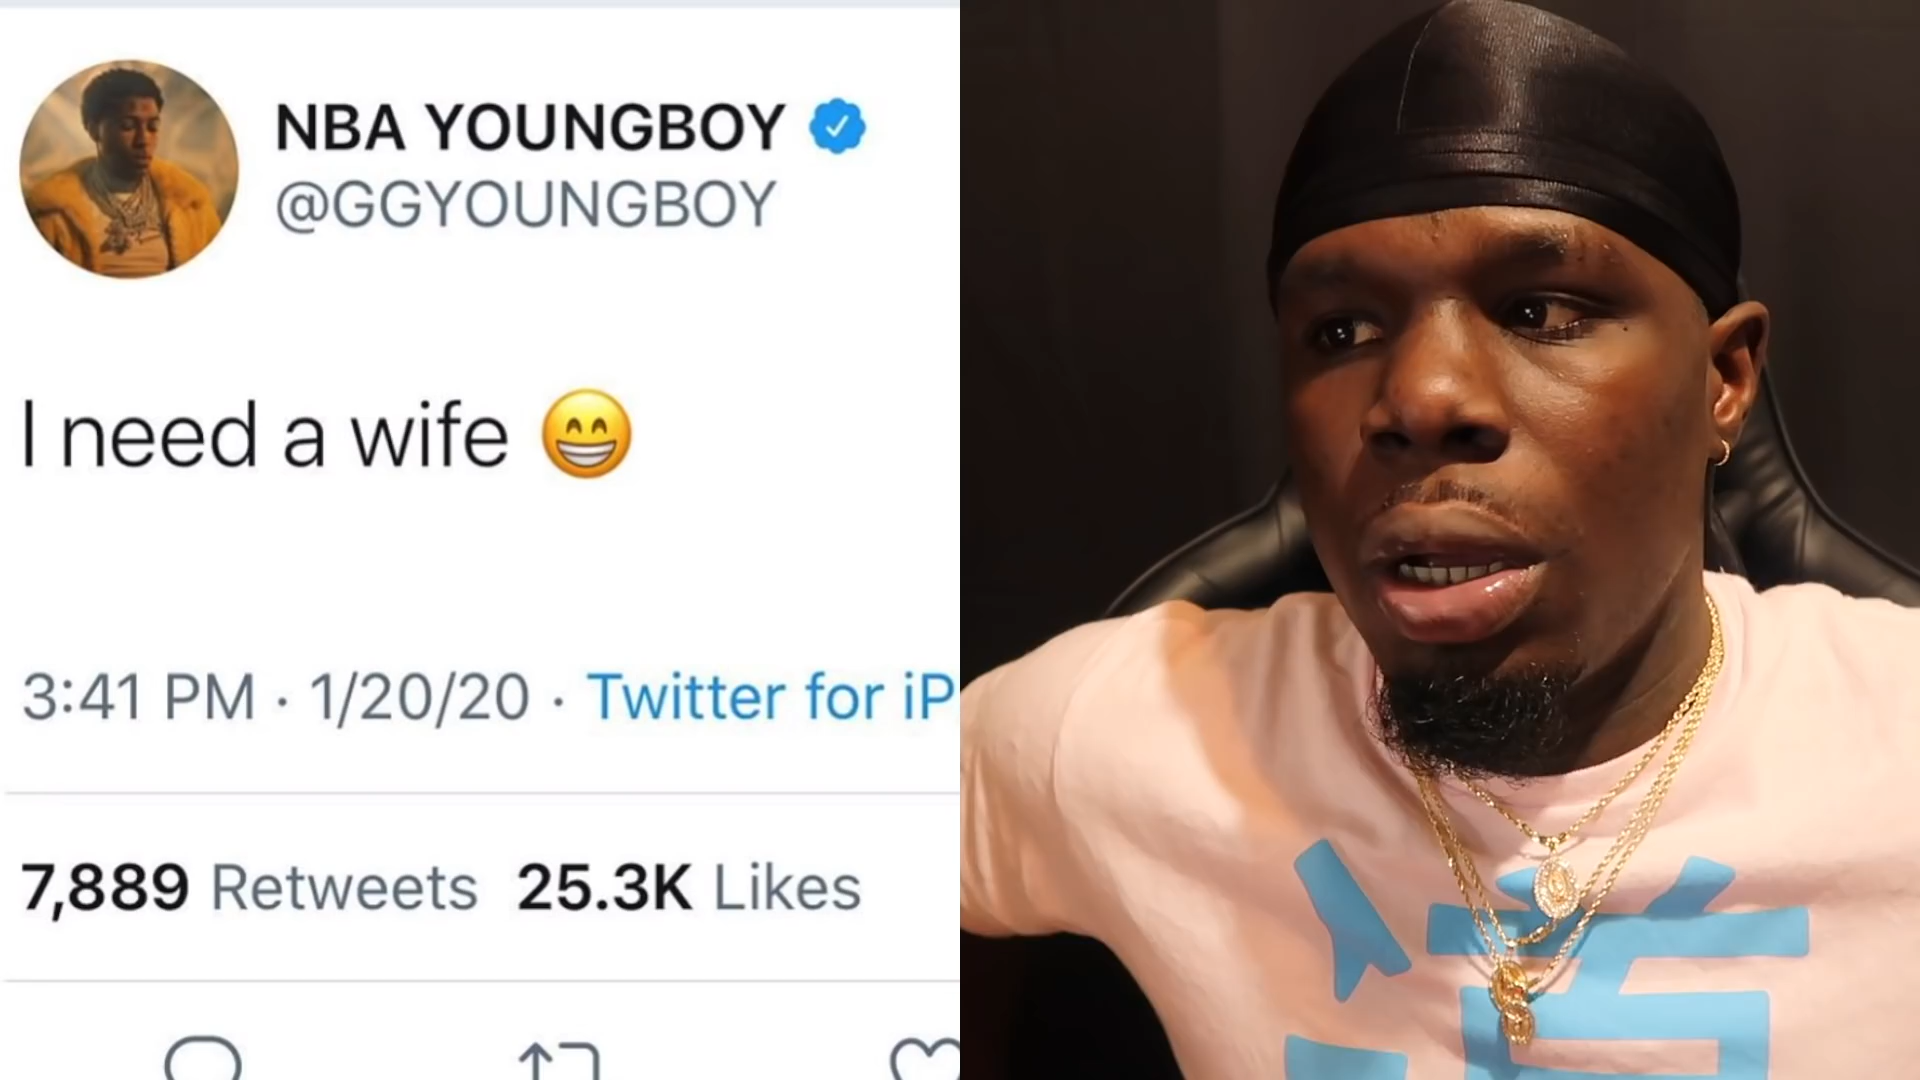 NBA YOUNGBOY
@GGYOUNGBOY
I need a wife 😁
3:41 PM · 1/20/20 · Twitter for iP
7,889 Retweets 25.3K Likes